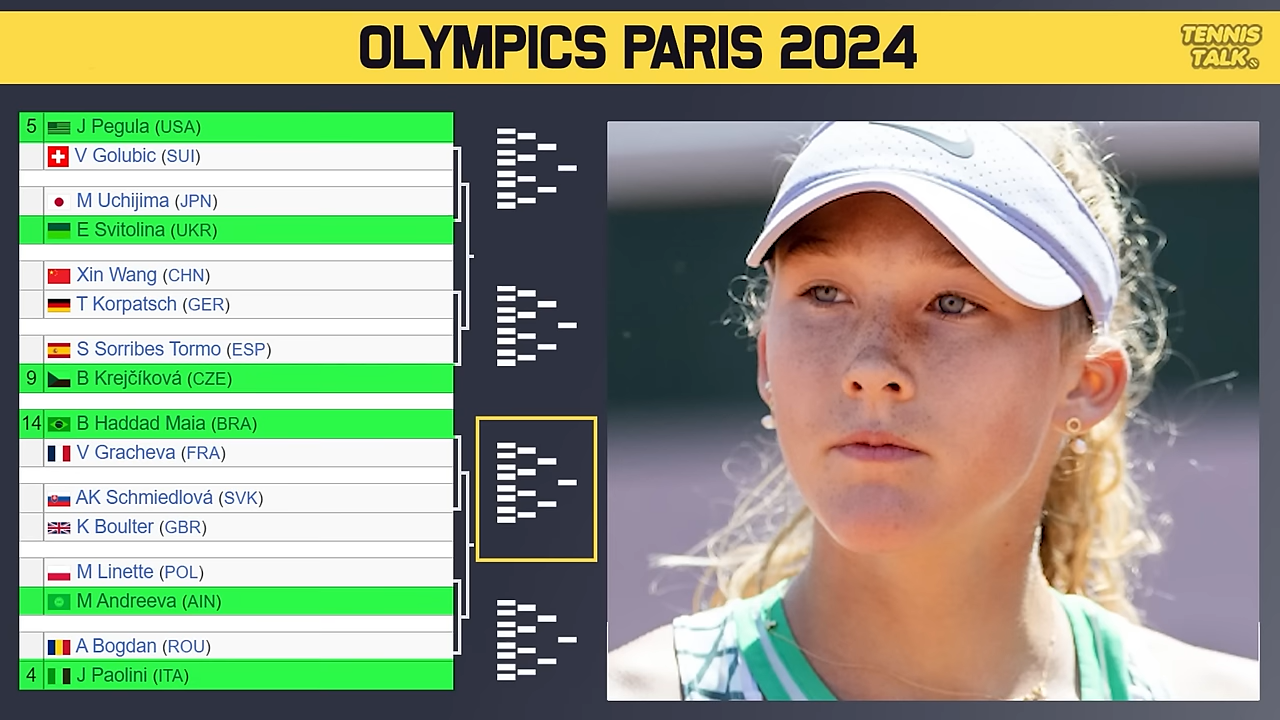 OLYMPICS PARIS 2024
TENNIS
TALK
5 J Pegula (USA)
V Golubic (SUI)
M Uchijima (JPN)
E Svitolina (UKR)
Xin Wang (CHN)
T Korpatsch (GER)
S Sorribes Tormo (ESP)
9 B Krejčíková (CZE)
14 B Haddad Maia (BRA)
V Gracheva (FRA)
AK Schmiedlová (SVK)
K Boulter (GBR)
M Linette (POL)
M Andreeva (AIN)
A Bogdan (ROU)
4 J Paolini (ITA)